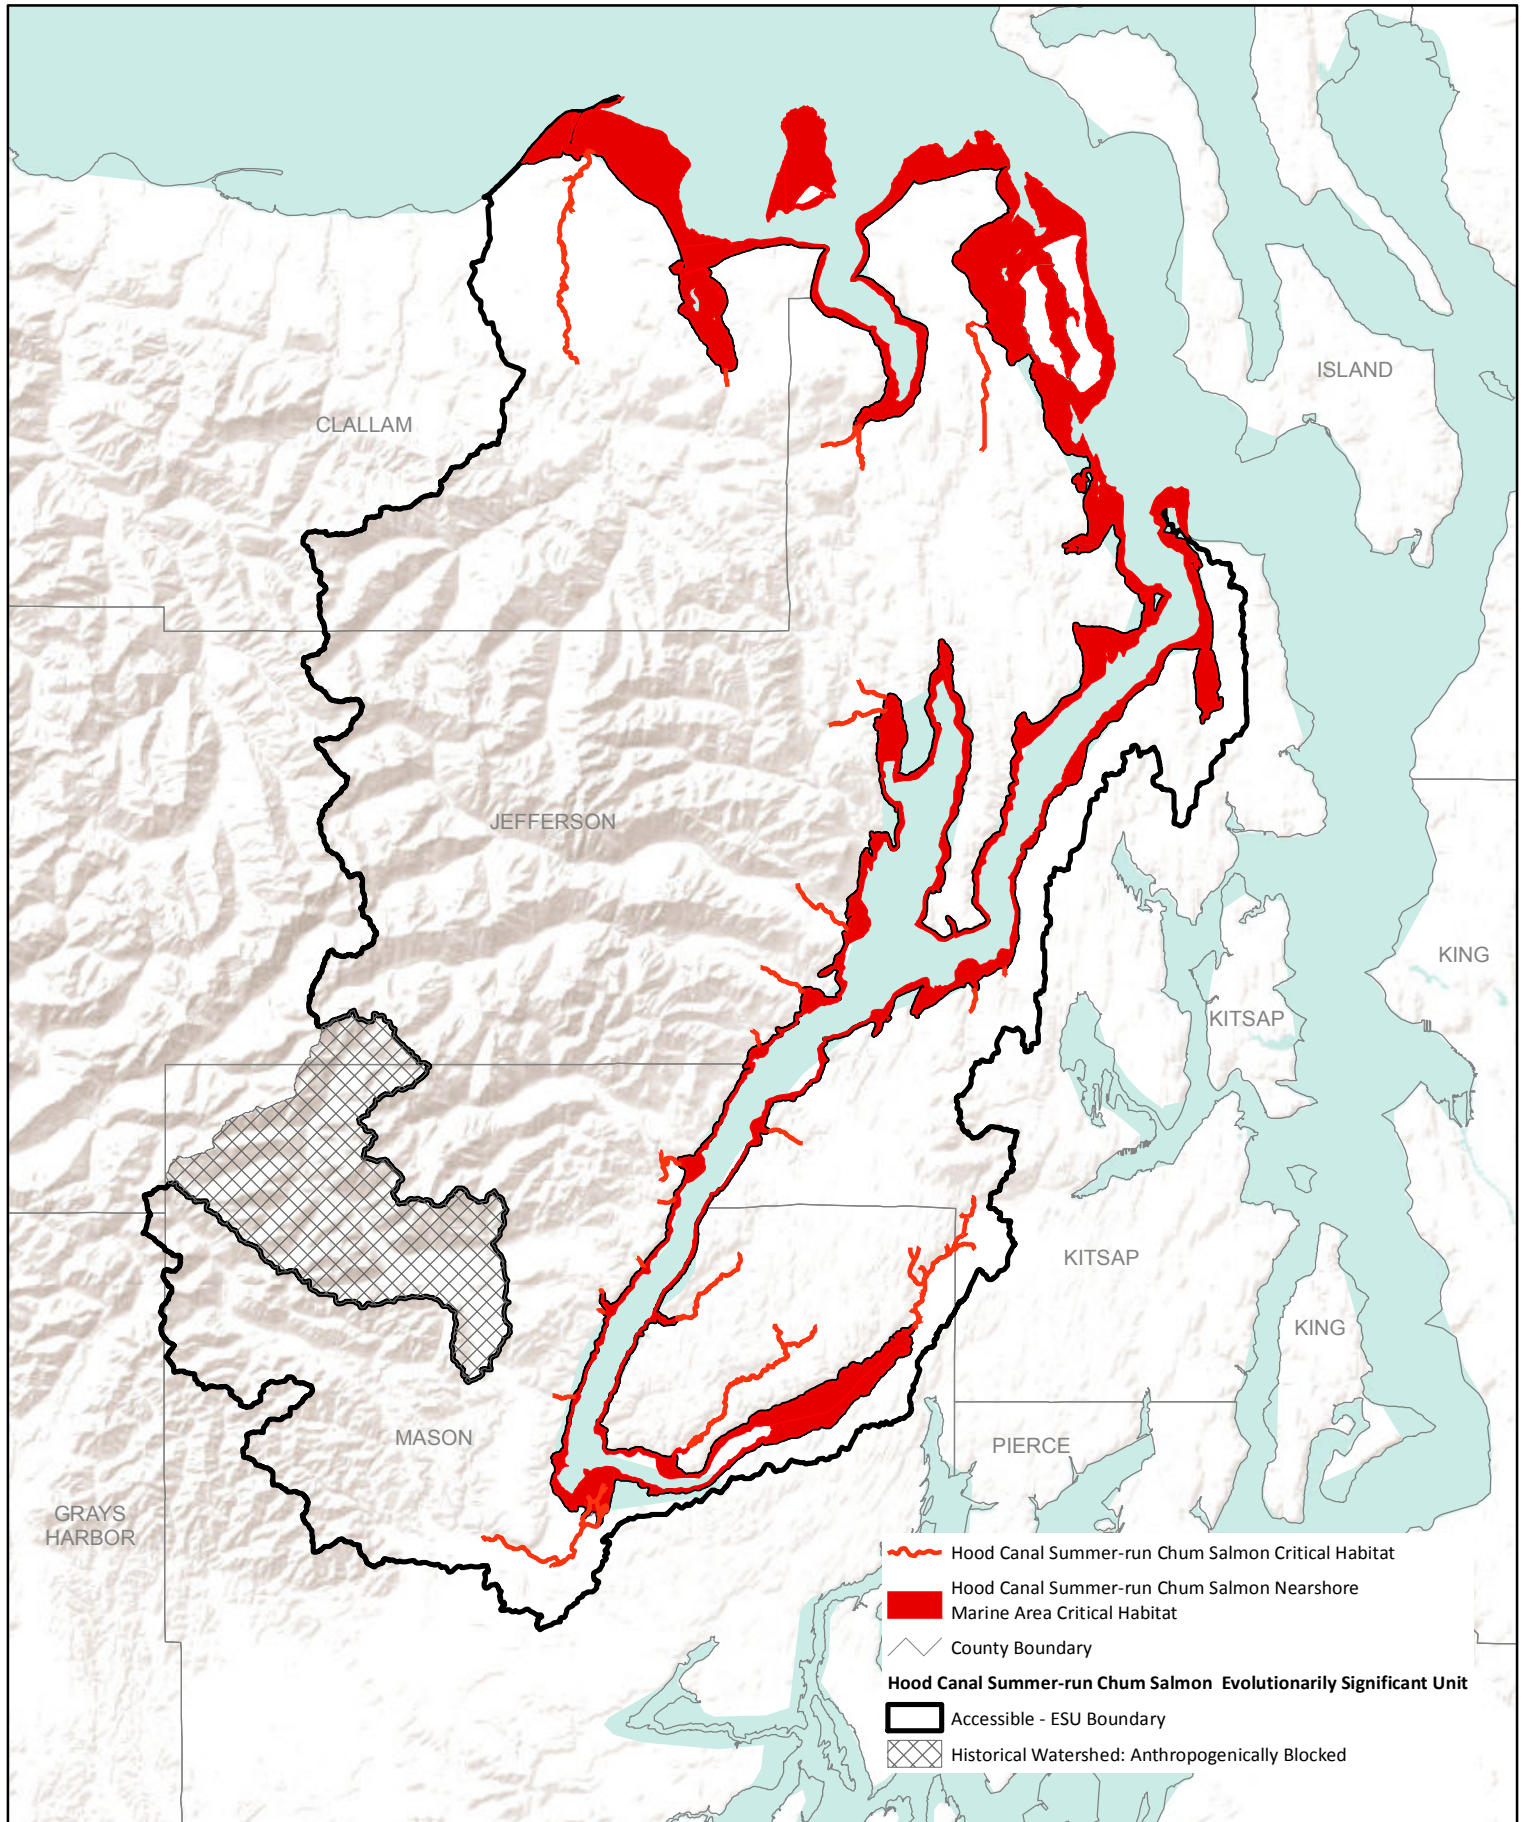 ISLAND
CLALLAM
JEFFERSON
KING
KITSAP
KITSAP
KING
MASON
PIERCE
GRAYS
HARBOR
Hood Canal Summer-run Chum Salmon Critical Habitat
Hood Canal Summer-run Chum Salmon Nearshore
Marine Area Critical Habitat
County Boundary
Hood Canal Summer-run Chum Salmon Evolutionarily Significant Unit
Accessible - ESU Boundary
Historical Watershed: Anthropogenically Blocked